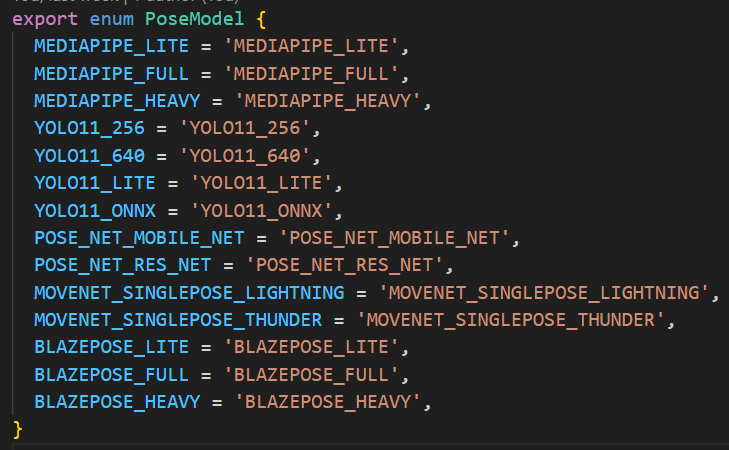 export enum PoseModel {
MEDIAPIPE_LITE = 'MEDIAPIPE_LITE',
MEDIAPIPE_FULL = 'MEDIAPIPE_FULL',
MEDIAPIPE_HEAVY = 'MEDIAPIPE_HEAVY',
YOLO11_256 = 'YOLO11_256',
YOLO11_640 = 'YOLO11_640',
YOLO11_LITE = 'YOLO11_LITE',
YOLO11_ONNX = 'YOLO11_ONNX',
POSE_NET_MOBILE_NET = 'POSE_NET_MOBILE_NET',
POSE_NET_RES_NET = 'POSE_NET_RES_NET',
MOVENET_SINGLEPOSE_LIGHTNING = 'MOVENET_SINGLEPOSE_LIGHTNING',
MOVENET_SINGLEPOSE_THUNDER = 'MOVENET_SINGLEPOSE_THUNDER',
BLAZEPOSE_LITE = 'BLAZEPOSE_LITE',
BLAZEPOSE_FULL = 'BLAZEPOSE_FULL',
BLAZEPOSE_HEAVY = 'BLAZEPOSE_HEAVY',
}